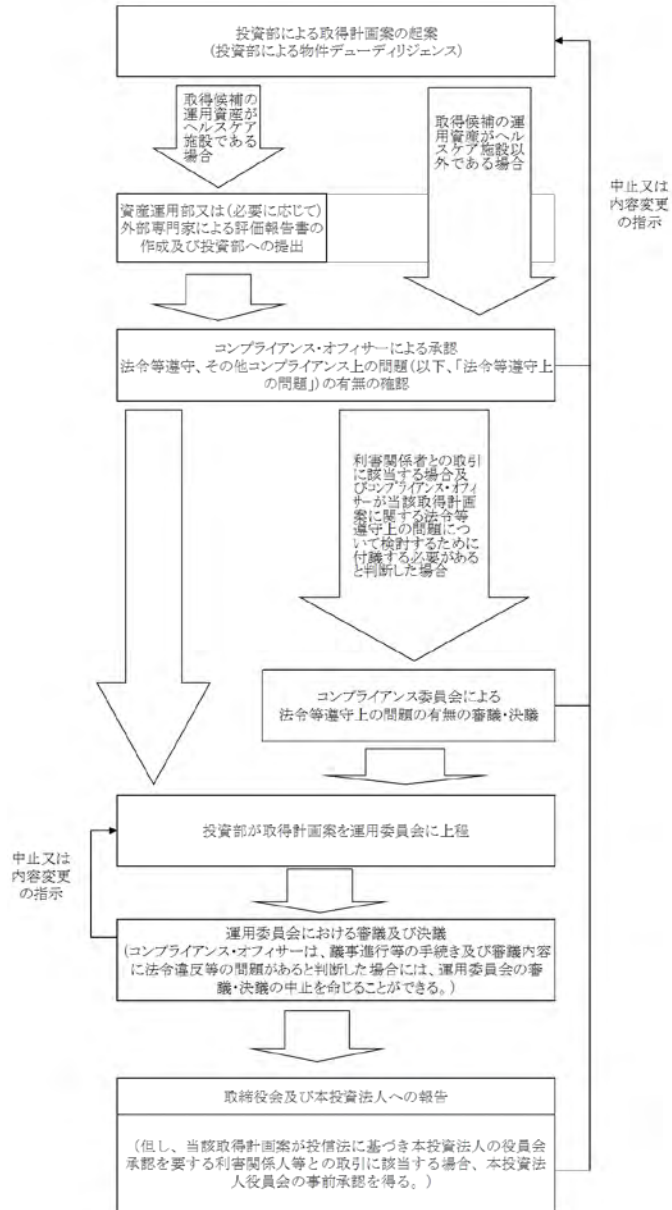 投資部による取得計画案の起案
(投資部による物件デューディリジェンス)
取得候補の
運用資産が
ヘルスケア
施設である
場合
取得候補の運
用資産がヘル
スケア施設以
外である場合
中止又は
内容変更
の指示
資産運用部又は(必要に応じて)
外部専門家による評価報告書の
作成及び投資部への提出
コンプライアンス・オフィサーによる承認
法令等遵守、その他コンプライアンス上の問題(以下、「法令等遵守上
の問題」)の有無の確認
利害関係者との取引
に該当する場合及
びコンプライアンス・オフィ
サーが当該取得計画
案に関する法令等
遵守上の問題につ
いて検討するために
付議する必要がある
と判断した場合
コンプライアンス委員会による
法令等遵守上の問題の有無の審議・決議
投資部が取得計画案を運用委員会に上程
中止又は
内容変更
の指示
運用委員会における審議及び決議
(コンプライアンス・オフィサーは、議事進行等の手続き及び審議内容
に法令違反等の問題があると判断した場合には、運用委員会の審
議・決議の中止を命じることができる。)
取締役会及び本投資法人への報告
(但し、当該取得計画案が投信法に基づき本投資法人の役員会
承認を要する利害関係人等との取引に該当する場合、本投資法
人役員会の事前承認を得る。)